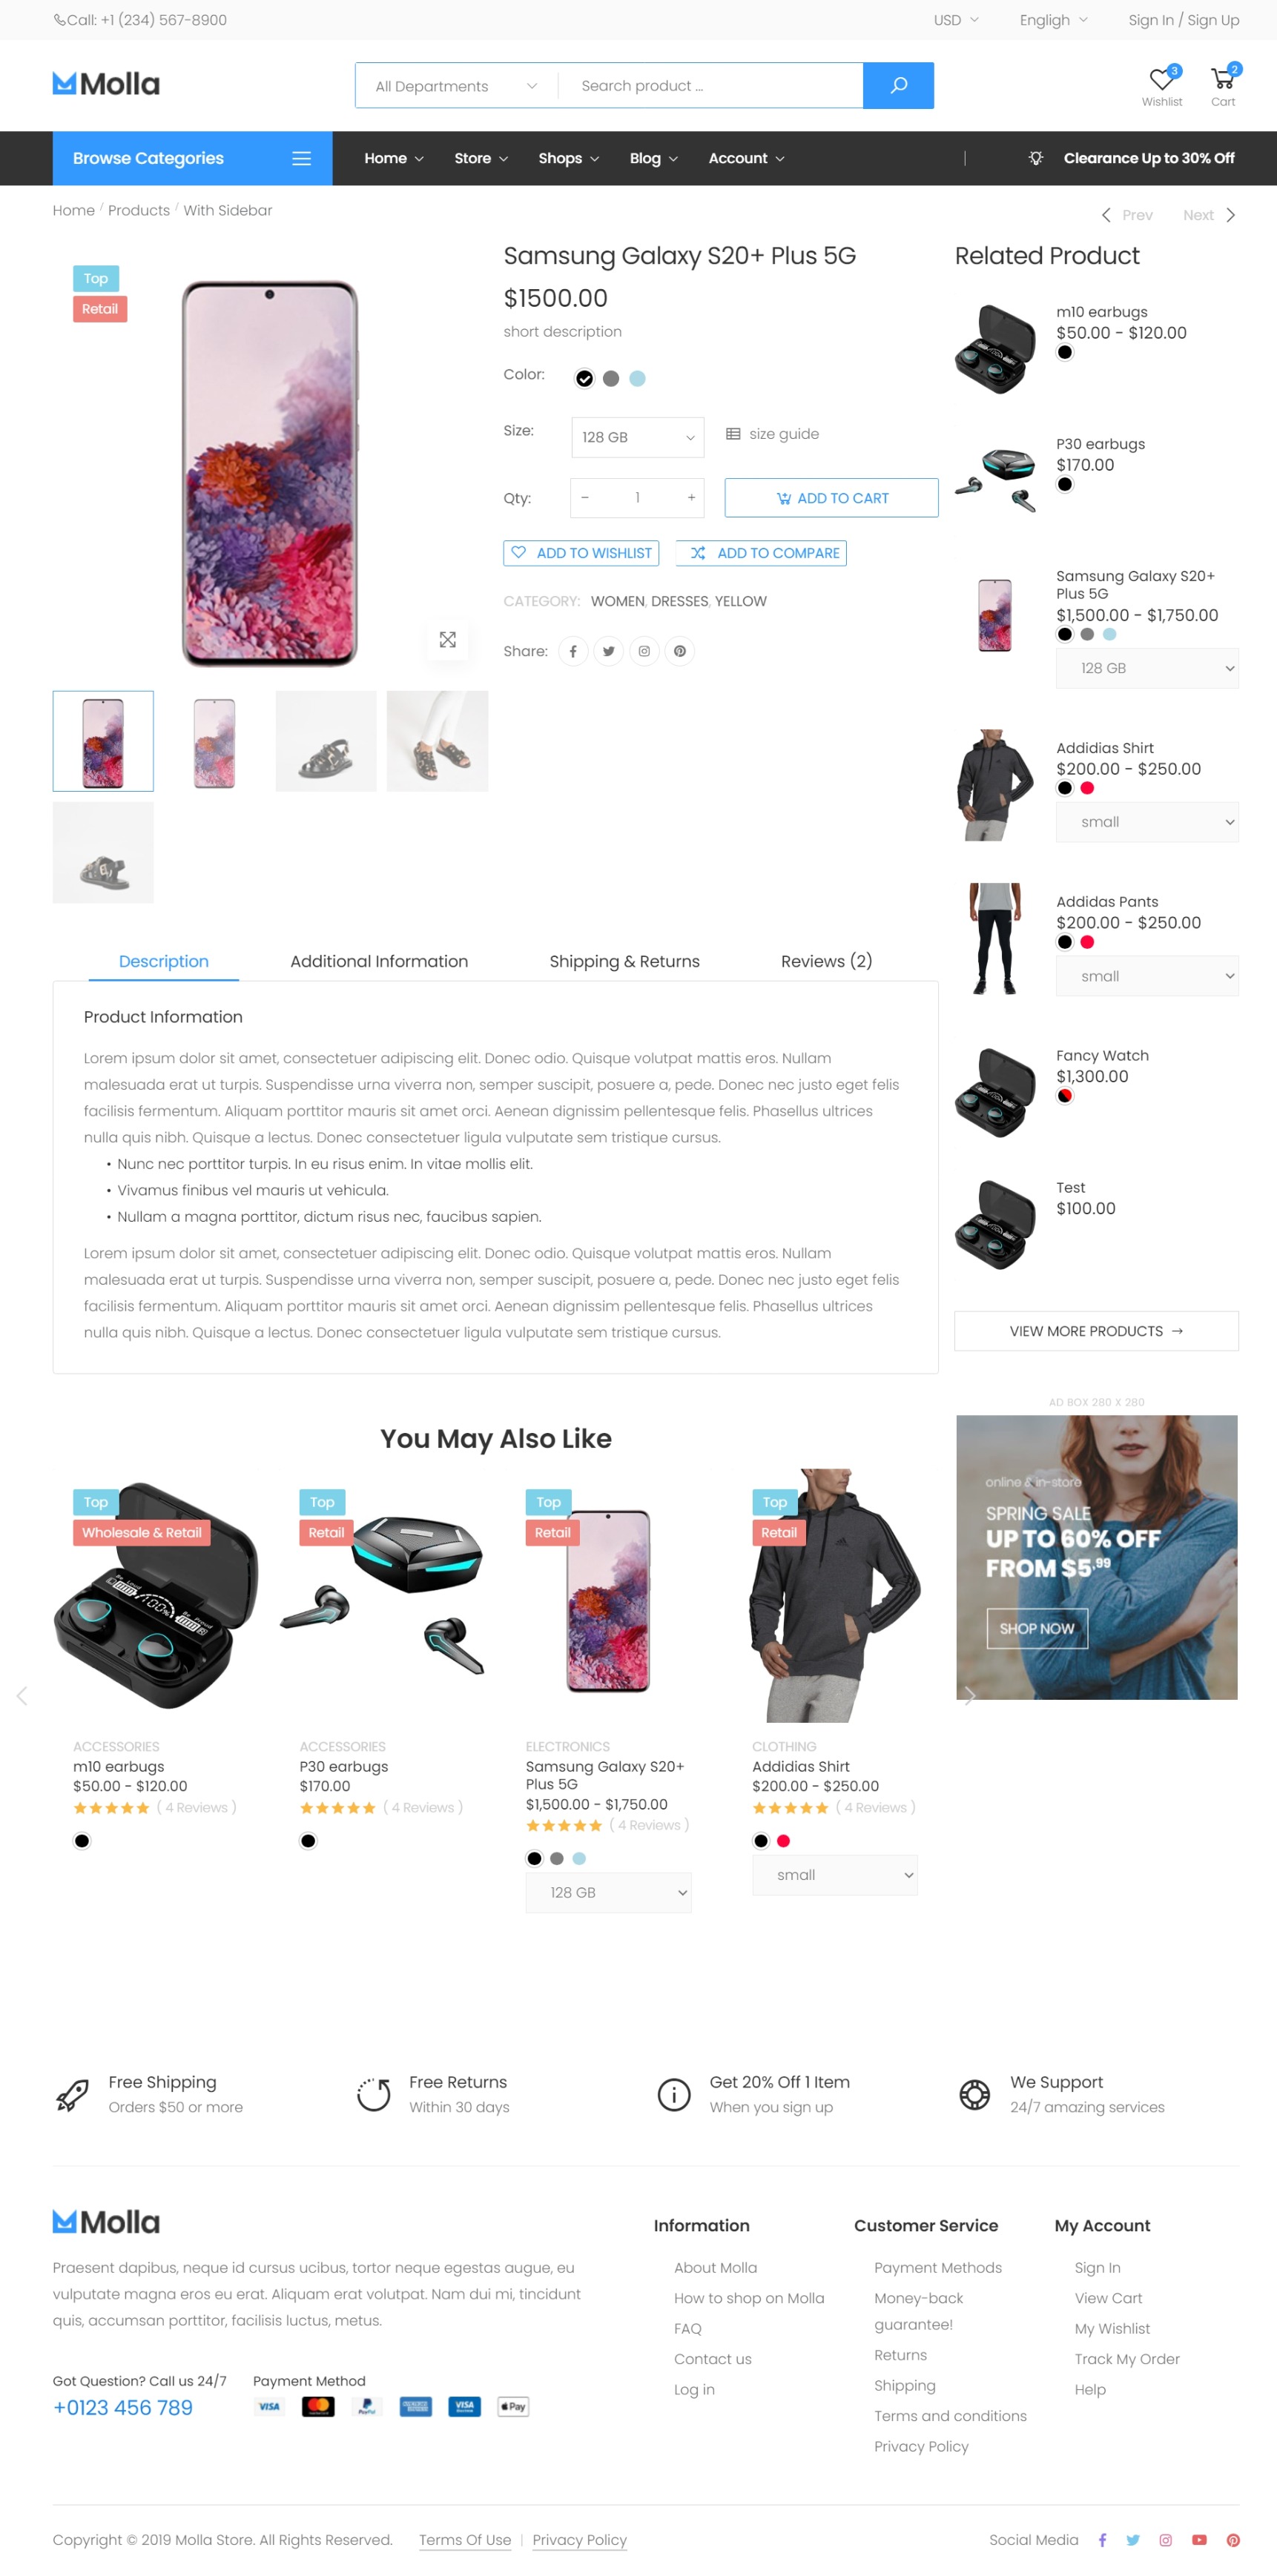 Call: +1 (234) 567-8900
USD
Engligh
Sign In / Sign Up
Molla
All Departments
Search product ...
3
Wishlist
2
Cart
Browse Categories
Home
Store
Shops
Blog
Account
Clearance Up to 30% Off
Home / Products / With Sidebar
Prev
Next
Top
Retail
Samsung Galaxy S20+ Plus 5G
$1500.00
short description
Color:
Size:
128 GB
size guide
Qty:
− 1 +
ADD TO CART
ADD TO WISHLIST
ADD TO COMPARE
CATEGORY: WOMEN, DRESSES, YELLOW
Share:
Related Product
m10 earbugs
$50.00 - $120.00
P30 earbugs
$170.00
Samsung Galaxy S20+
Plus 5G
$1,500.00 - $1,750.00
128 GB
Addidias Shirt
$200.00 - $250.00
small
Addidas Pants
$200.00 - $250.00
small
Fancy Watch
$1,300.00
Test
$100.00
VIEW MORE PRODUCTS →
Description
Additional Information
Shipping & Returns
Reviews (2)
Product Information
Lorem ipsum dolor sit amet, consectetuer adipiscing elit. Donec odio. Quisque volutpat mattis eros. Nullam
malesuada erat ut turpis. Suspendisse urna viverra non, semper suscipit, posuere a, pede. Donec nec justo eget felis
facilisis fermentum. Aliquam porttitor mauris sit amet orci. Aenean dignissim pellentesque felis. Phasellus ultrices
nulla quis nibh. Quisque a lectus. Donec consectetuer ligula vulputate sem tristique cursus.
• Nunc nec porttitor turpis. In eu risus enim. In vitae mollis elit.
• Vivamus finibus vel mauris ut vehicula.
• Nullam a magna porttitor, dictum risus nec, faucibus sapien.
Lorem ipsum dolor sit amet, consectetuer adipiscing elit. Donec odio. Quisque volutpat mattis eros. Nullam
malesuada erat ut turpis. Suspendisse urna viverra non, semper suscipit, posuere a, pede. Donec nec justo eget felis
facilisis fermentum. Aliquam porttitor mauris sit amet orci. Aenean dignissim pellentesque felis. Phasellus ultrices
nulla quis nibh. Quisque a lectus. Donec consectetuer ligula vulputate sem tristique cursus.
AD BOX 280 X 280
online & in-store
SPRING SALE
UP TO 60% OFF
FROM $5,99
SHOP NOW
You May Also Like
Top
Wholesale & Retail
100%
ACCESSORIES
m10 earbugs
$50.00 - $120.00
( 4 Reviews )
Top
Retail
ACCESSORIES
P30 earbugs
$170.00
( 4 Reviews )
Top
Retail
ELECTRONICS
Samsung Galaxy S20+
Plus 5G
$1,500.00 - $1,750.00
( 4 Reviews )
128 GB
Top
Retail
CLOTHING
Addidias Shirt
$200.00 - $250.00
( 4 Reviews )
small
Free Shipping
Orders $50 or more
Free Returns
Within 30 days
Get 20% Off 1 Item
When you sign up
We Support
24/7 amazing services
Molla
Praesent dapibus, neque id cursus ucibus, tortor neque egestas augue, eu
vulputate magna eros eu erat. Aliquam erat volutpat. Nam dui mi, tincidunt
quis, accumsan porttitor, facilisis luctus, metus.
Got Question? Call us 24/7
+0123 456 789
Payment Method
VISA
PayPal
VISA
Pay
Information
About Molla
How to shop on Molla
FAQ
Contact us
Log in
Customer Service
Payment Methods
Money-back
guarantee!
Returns
Shipping
Terms and conditions
Privacy Policy
My Account
Sign In
View Cart
My Wishlist
Track My Order
Help
Copyright © 2019 Molla Store. All Rights Reserved.
Terms Of Use
Privacy Policy
Social Media